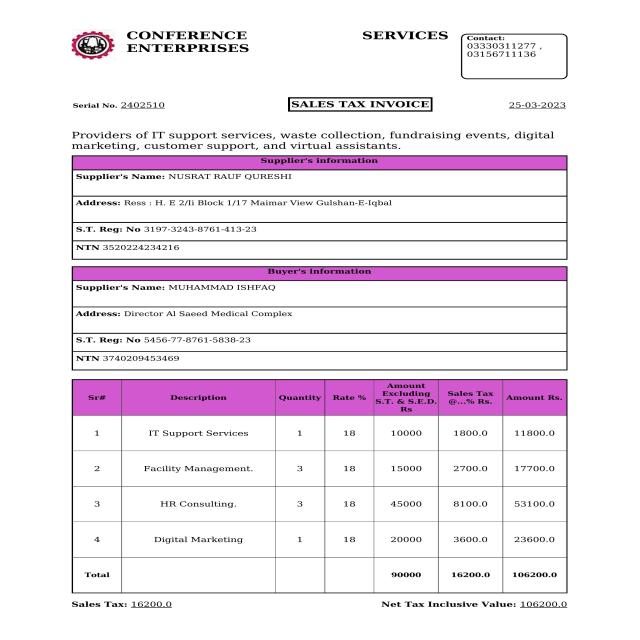 CONFERENCE SERVICES
ENTERPRISES
Contact:
03330311277 ,
03156711136
Serial No. 2402510 SALES TAX INVOICE 25-03-2023
Providers of IT support services, waste collection, fundraising events, digital
marketing, customer support, and virtual assistants.
Supplier's information
Supplier's Name: NUSRAT RAUF QURESHI
Address: Ress : H. E 2/Ii Block 1/17 Maimar View Gulshan-E-Iqbal
S.T. Reg: No 3197-3243-8761-413-23
NTN 3520224234216
Buyer's information
Supplier's Name: MUHAMMAD ISHFAQ
Address: Director Al Saeed Medical Complex
S.T. Reg: No 5456-77-8761-5838-23
NTN 3740209453469
Sr# Description Quantity Rate % Amount Excluding S.T. & S.E.D. Rs Sales Tax @...% Rs. Amount Rs.
1 IT Support Services 1 18 10000 1800.0 11800.0
2 Facility Management. 3 18 15000 2700.0 17700.0
3 HR Consulting. 3 18 45000 8100.0 53100.0
4 Digital Marketing 1 18 20000 3600.0 23600.0
Total 90000 16200.0 106200.0
Sales Tax: 16200.0 Net Tax Inclusive Value: 106200.0